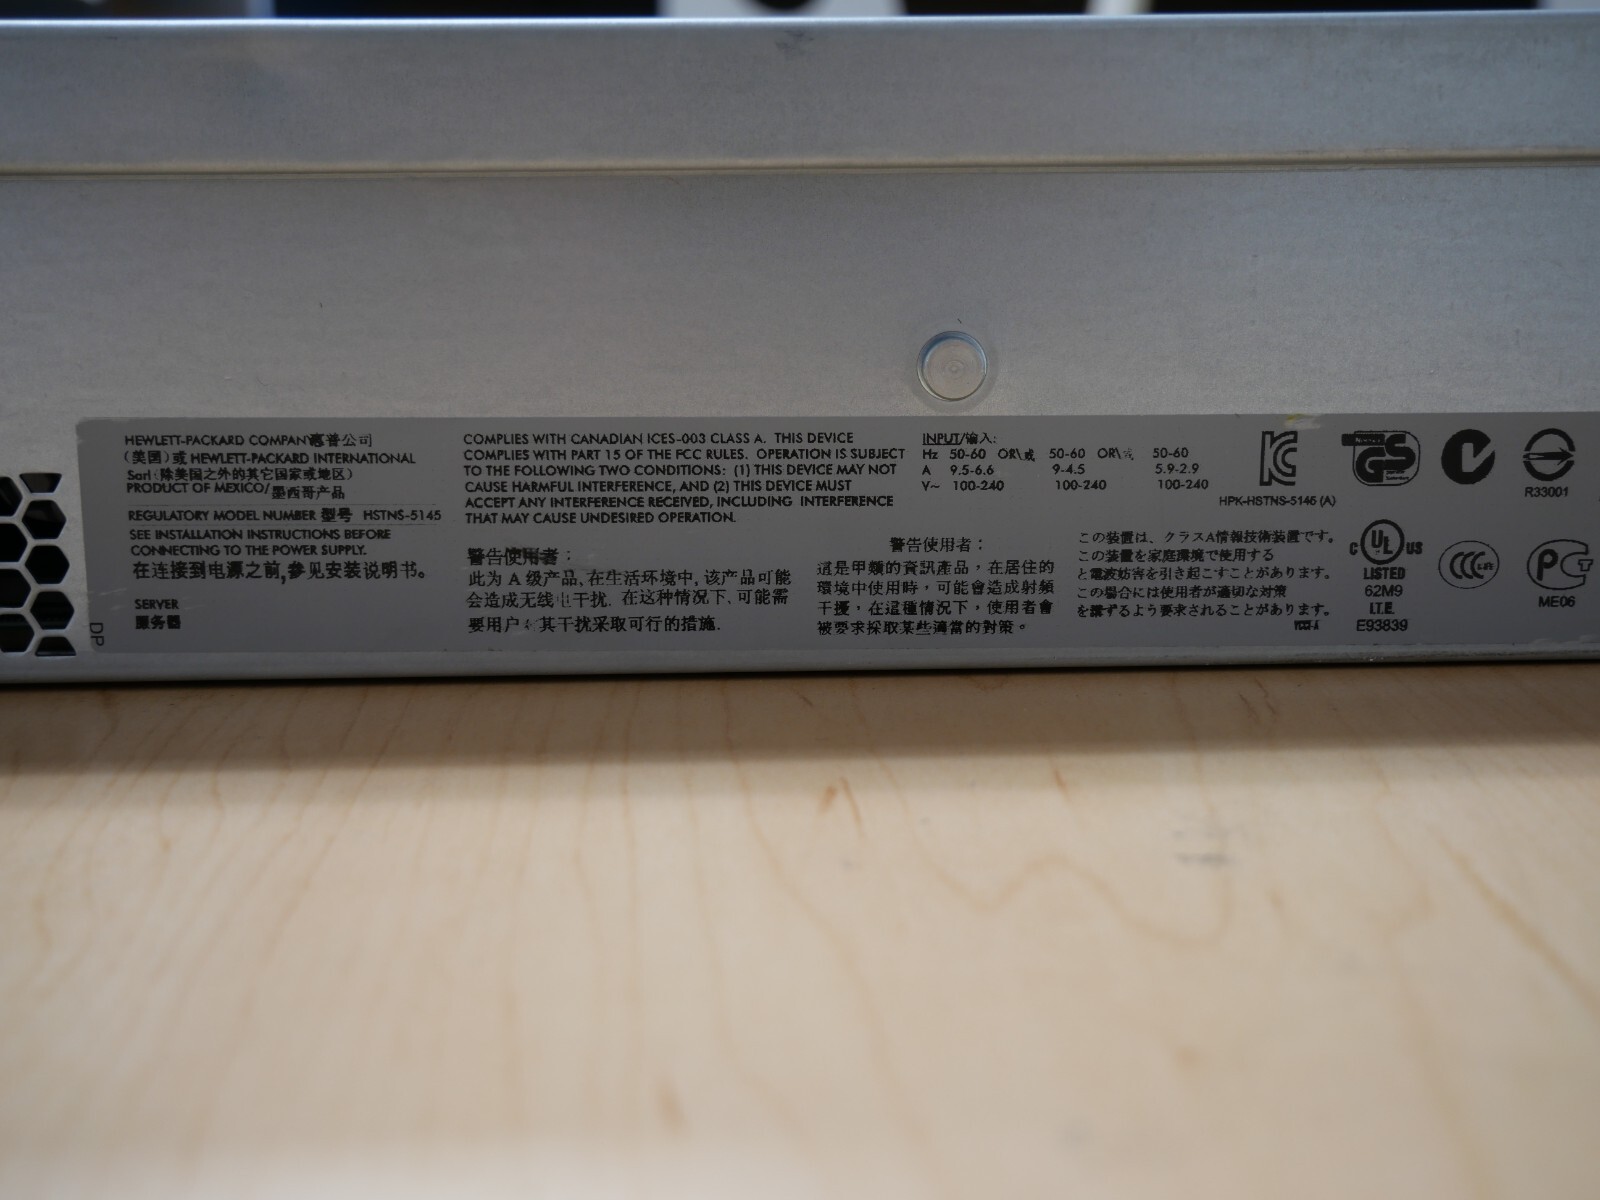 HEWLETT-PACKARD COMPAN惠普公司
(美国)或 HEWLETT-PACKARD INTERNATIONAL
Sarl (除美国之外的其它国家或地区)
PRODUCT OF MEXICO/墨西哥产品
REGULATORY MODEL NUMBER 型号 HSTNS-5145
SEE INSTALLATION INSTRUCTIONS BEFORE
CONNECTING TO THE POWER SUPPLY.
在连接到电源之前,参见安装说明书。
SERVER
服务器
DP
COMPLIES WITH CANADIAN ICES-003 CLASS A. THIS DEVICE
COMPLIES WITH PART 15 OF THE FCC RULES. OPERATION IS SUBJECT
TO THE FOLLOWING TWO CONDITIONS: (1) THIS DEVICE MAY NOT
CAUSE HARMFUL INTERFERENCE, AND (2) THIS DEVICE MUST
ACCEPT ANY INTERFERENCE RECEIVED, INCLUDING INTERFERENCE
THAT MAY CAUSE UNDESIRED OPERATION.
警告使用者:
此为 A 级产品、在生活环境中, 该产品可能
会造成无线电干扰. 在这种情况下、可能需
要用户对其干扰采取可行的措施.
INPUT/输入:
Hz 50-60 OR\或 50-60 OR\或 50-60
A 9.5-6.6 9-4.5 5.9-2.9
V~ 100-240 100-240 100-240
警告使用者:
這是甲類的資訊產品,在居住的
環境中使用時,可能會造成射頻
干擾,在這種情況下,使用者會
被要求採取某些適當的對策。
HPK-HSTNS-5145 (A)
この装置は、クラスA情報技術装置です。
この装置を家庭環境で使用する
と電波妨害を引き起こすことがあります。
この場合には使用者が適切な対策
を講ずるよう要求されることがあります。
VCCI-A
GS
R33001
C UL US
LISTED
62M9
I.T.E.
E93839
CCC
PCT
ME06